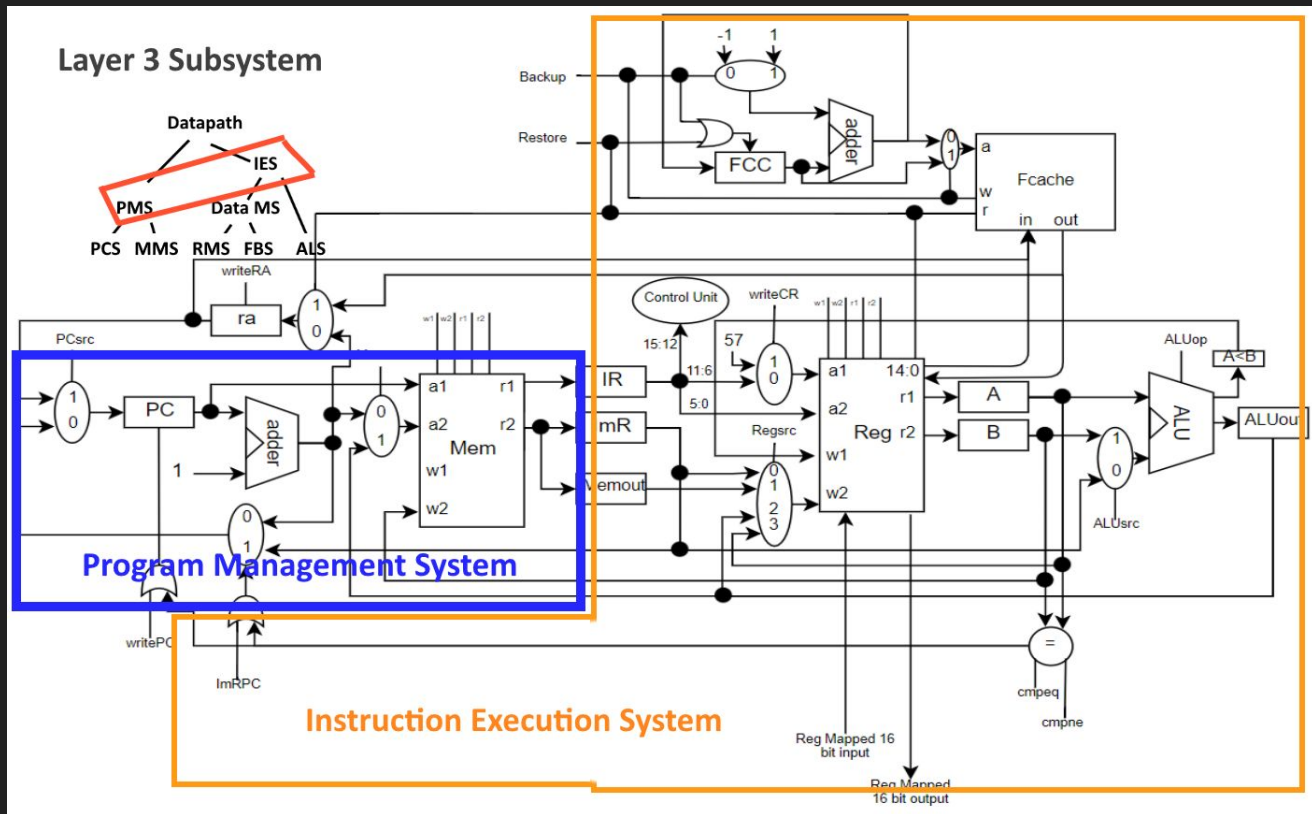 Layer 3 Subsystem
Datapath
IES
PMS
Data MS
PCS MMS RMS FBS ALS
Backup
Restore
-1 1
0 1
adder
FCC
0
1
a
w
r
Fcache
in out
writeRA
ra
1
0
PCsrc
1
0
PC
1
adder
0
1
w1 w2 r1 r2
a1
a2
w1
w2
Mem
r1
r2
0
1
Program Management System
writePC
ImRPC
IR
mR
Memout
Control Unit
15:12
11:6
5:0
57
writeCR
1
0
Regsrc
0
1
2
3
w1 w2 r1 r2
a1
a2
w1
w2
Reg
14:0
r1
r2
A
B
ALUop
A<B
ALU
ALUout
1
0
ALUsrc
=
cmpeq
cmpne
Instruction Execution System
Reg Mapped 16
bit input
Reg Mapped
16 bit output